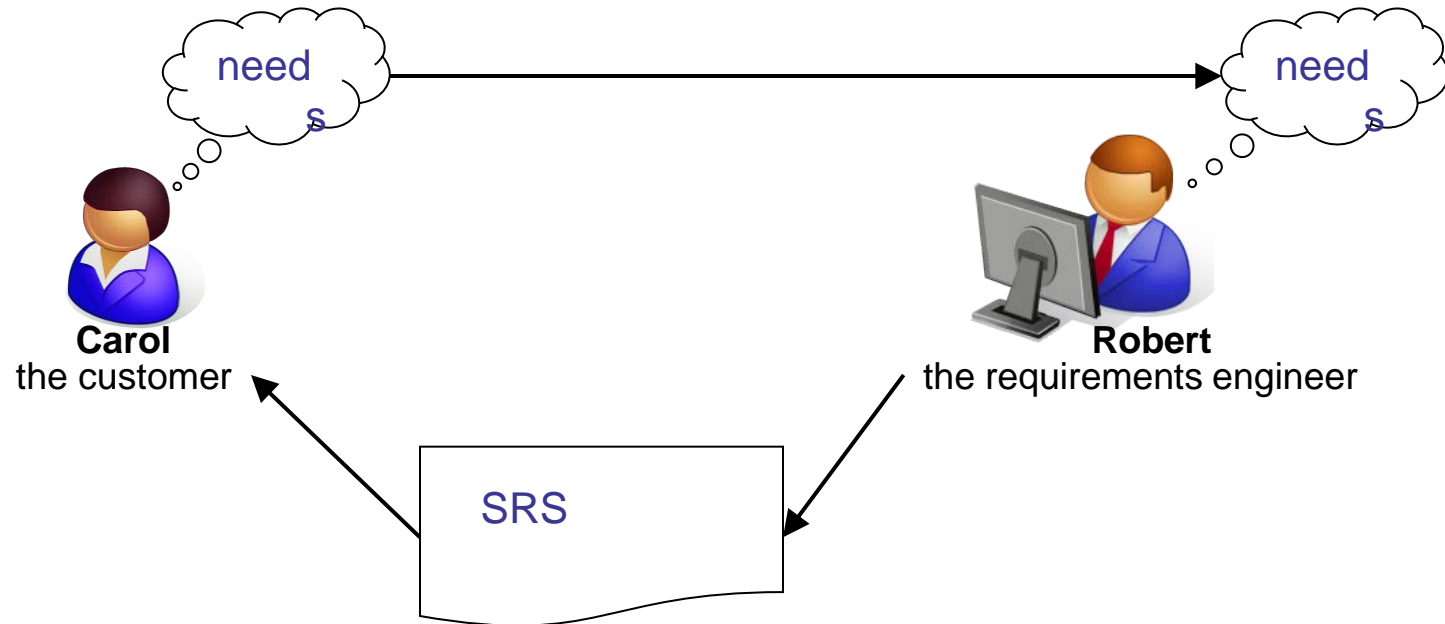 need
s
need
s
Carol
the customer
Robert
the requirements engineer
SRS